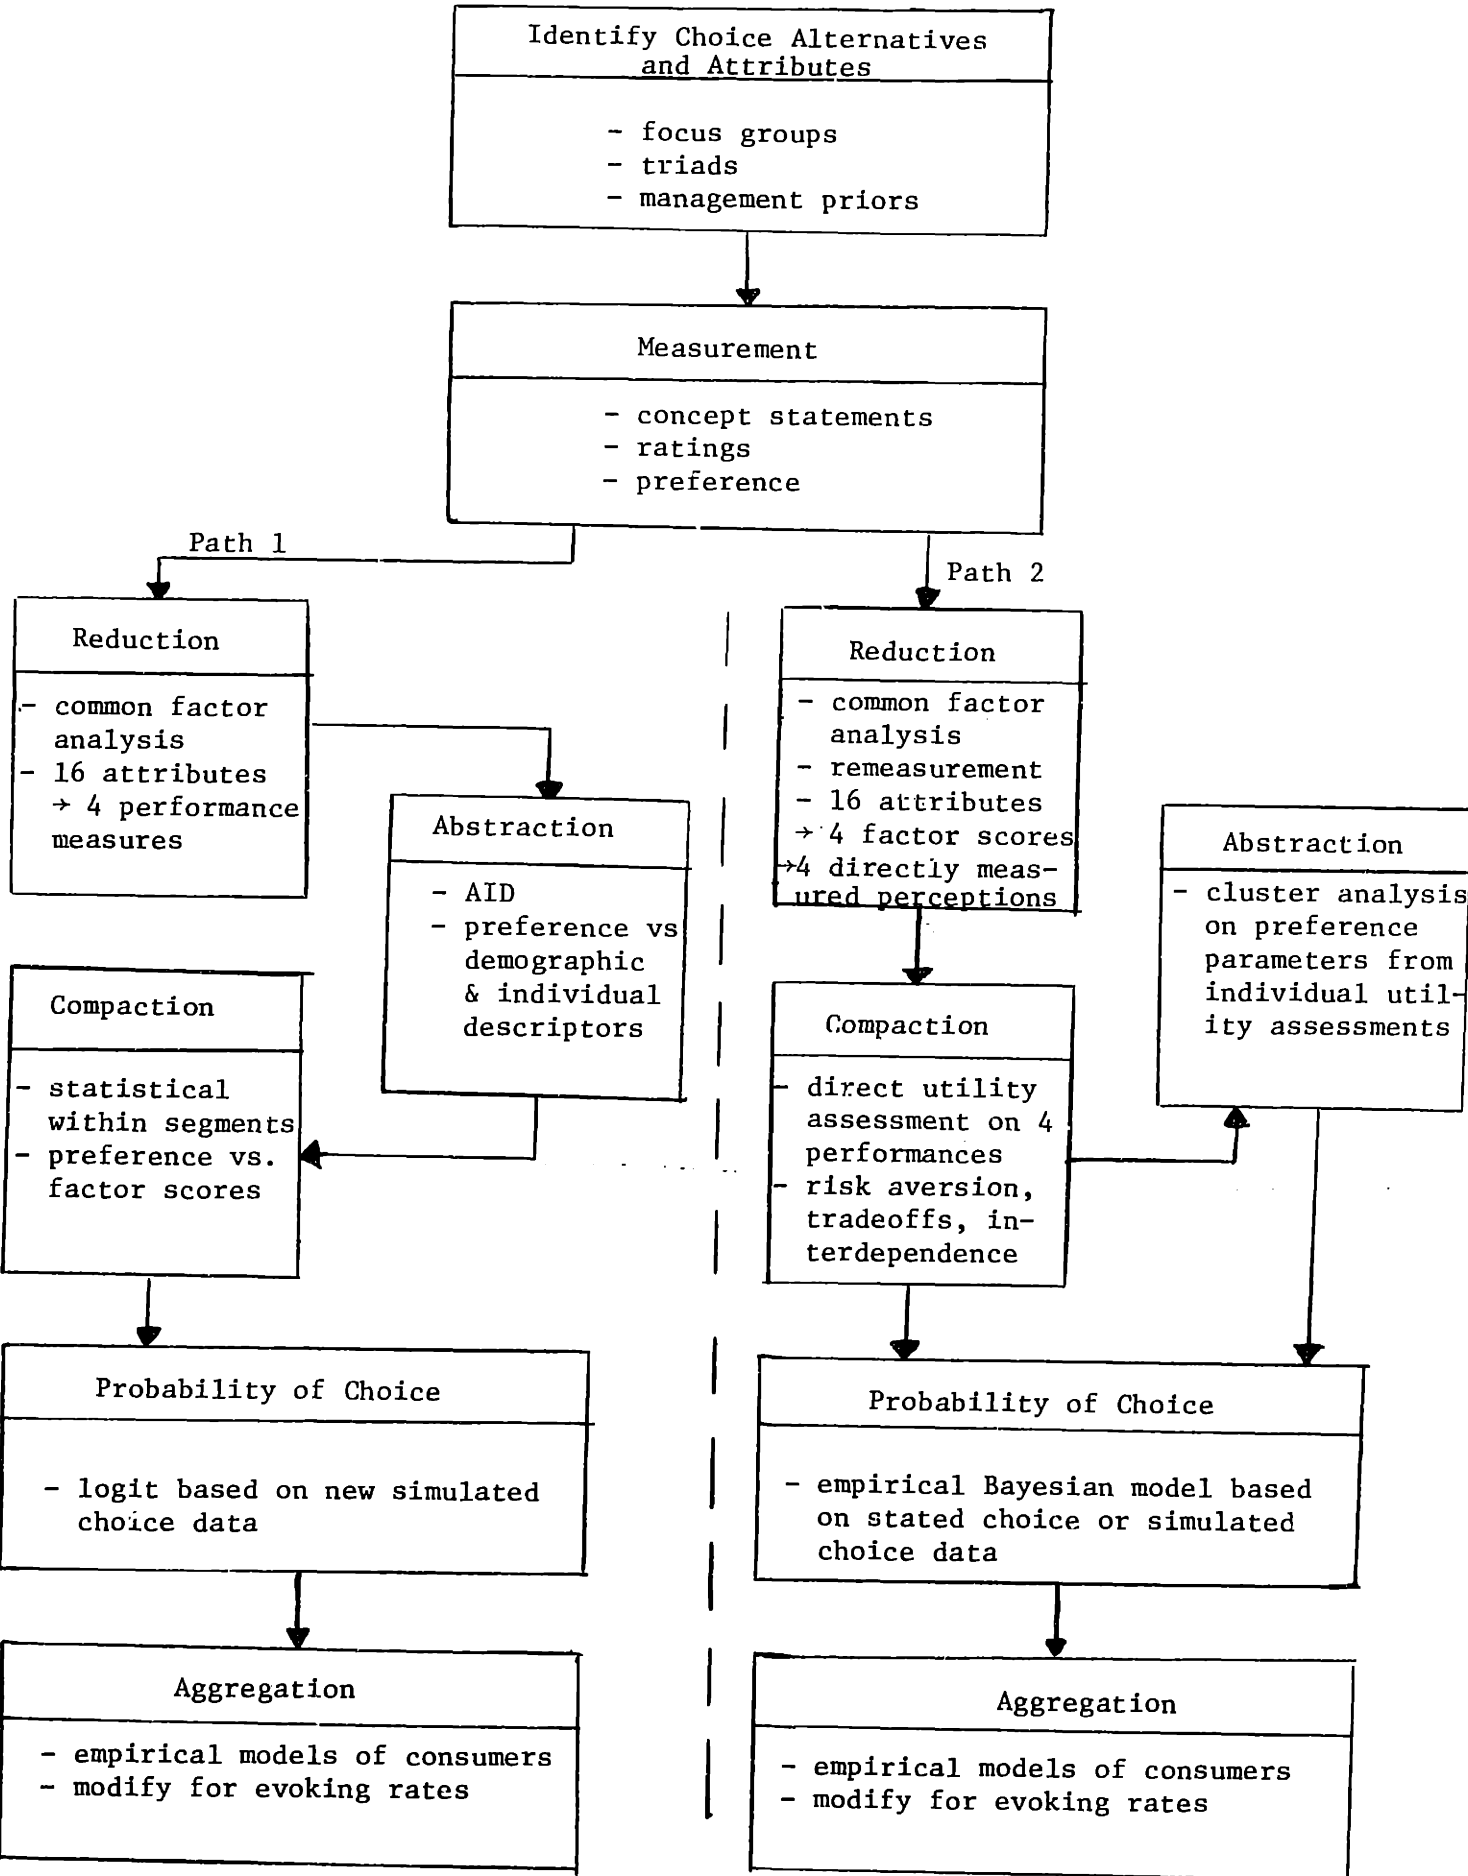 Identify Choice Alternatives
and Attributes
- focus groups
- triads
- management priors
Measurement
- concept statements
- ratings
- preference
Path 1
Reduction
- common factor
analysis
- 16 attributes
→ 4 performance
measures
Abstraction
- AID
- preference vs
demographic
& individual
descriptors
Compaction
- statistical
within segments
- preference vs.
factor scores
Probability of Choice
- logit based on new simulated
choice data
Aggregation
- empirical models of consumers
- modify for evoking rates
Path 2
Reduction
- common factor
analysis
- remeasurement
- 16 attributes
→ 4 factor scores
→4 directly meas-
ured perceptions
Compaction
- direct utility
assessment on 4
performances
- risk aversion,
tradeoffs, in-
terdependence
Abstraction
- cluster analysis
on preference
parameters from
individual util-
ity assessments
Probability of Choice
- empirical Bayesian model based
on stated choice or simulated
choice data
Aggregation
- empirical models of consumers
- modify for evoking rates